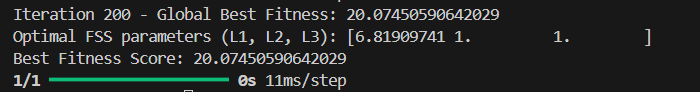 Iteration 200 - Global Best Fitness: 20.07450590642029
Optimal FSS parameters (L1, L2, L3): [6.81909741 1.         1.        ]
Best Fitness Score: 20.07450590642029
1/1 ━━━━━━━━━━━━━━━━━━━━ 0s 11ms/step